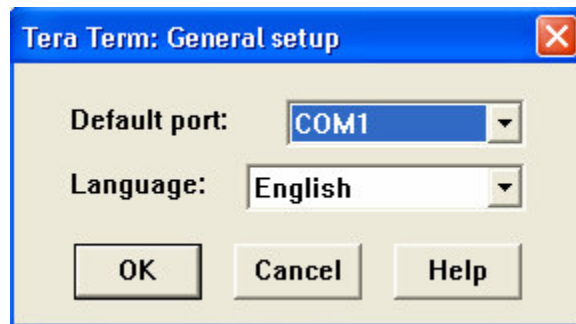 Tera Term: General setup
Default port: COM1
Language: English
OK Cancel Help